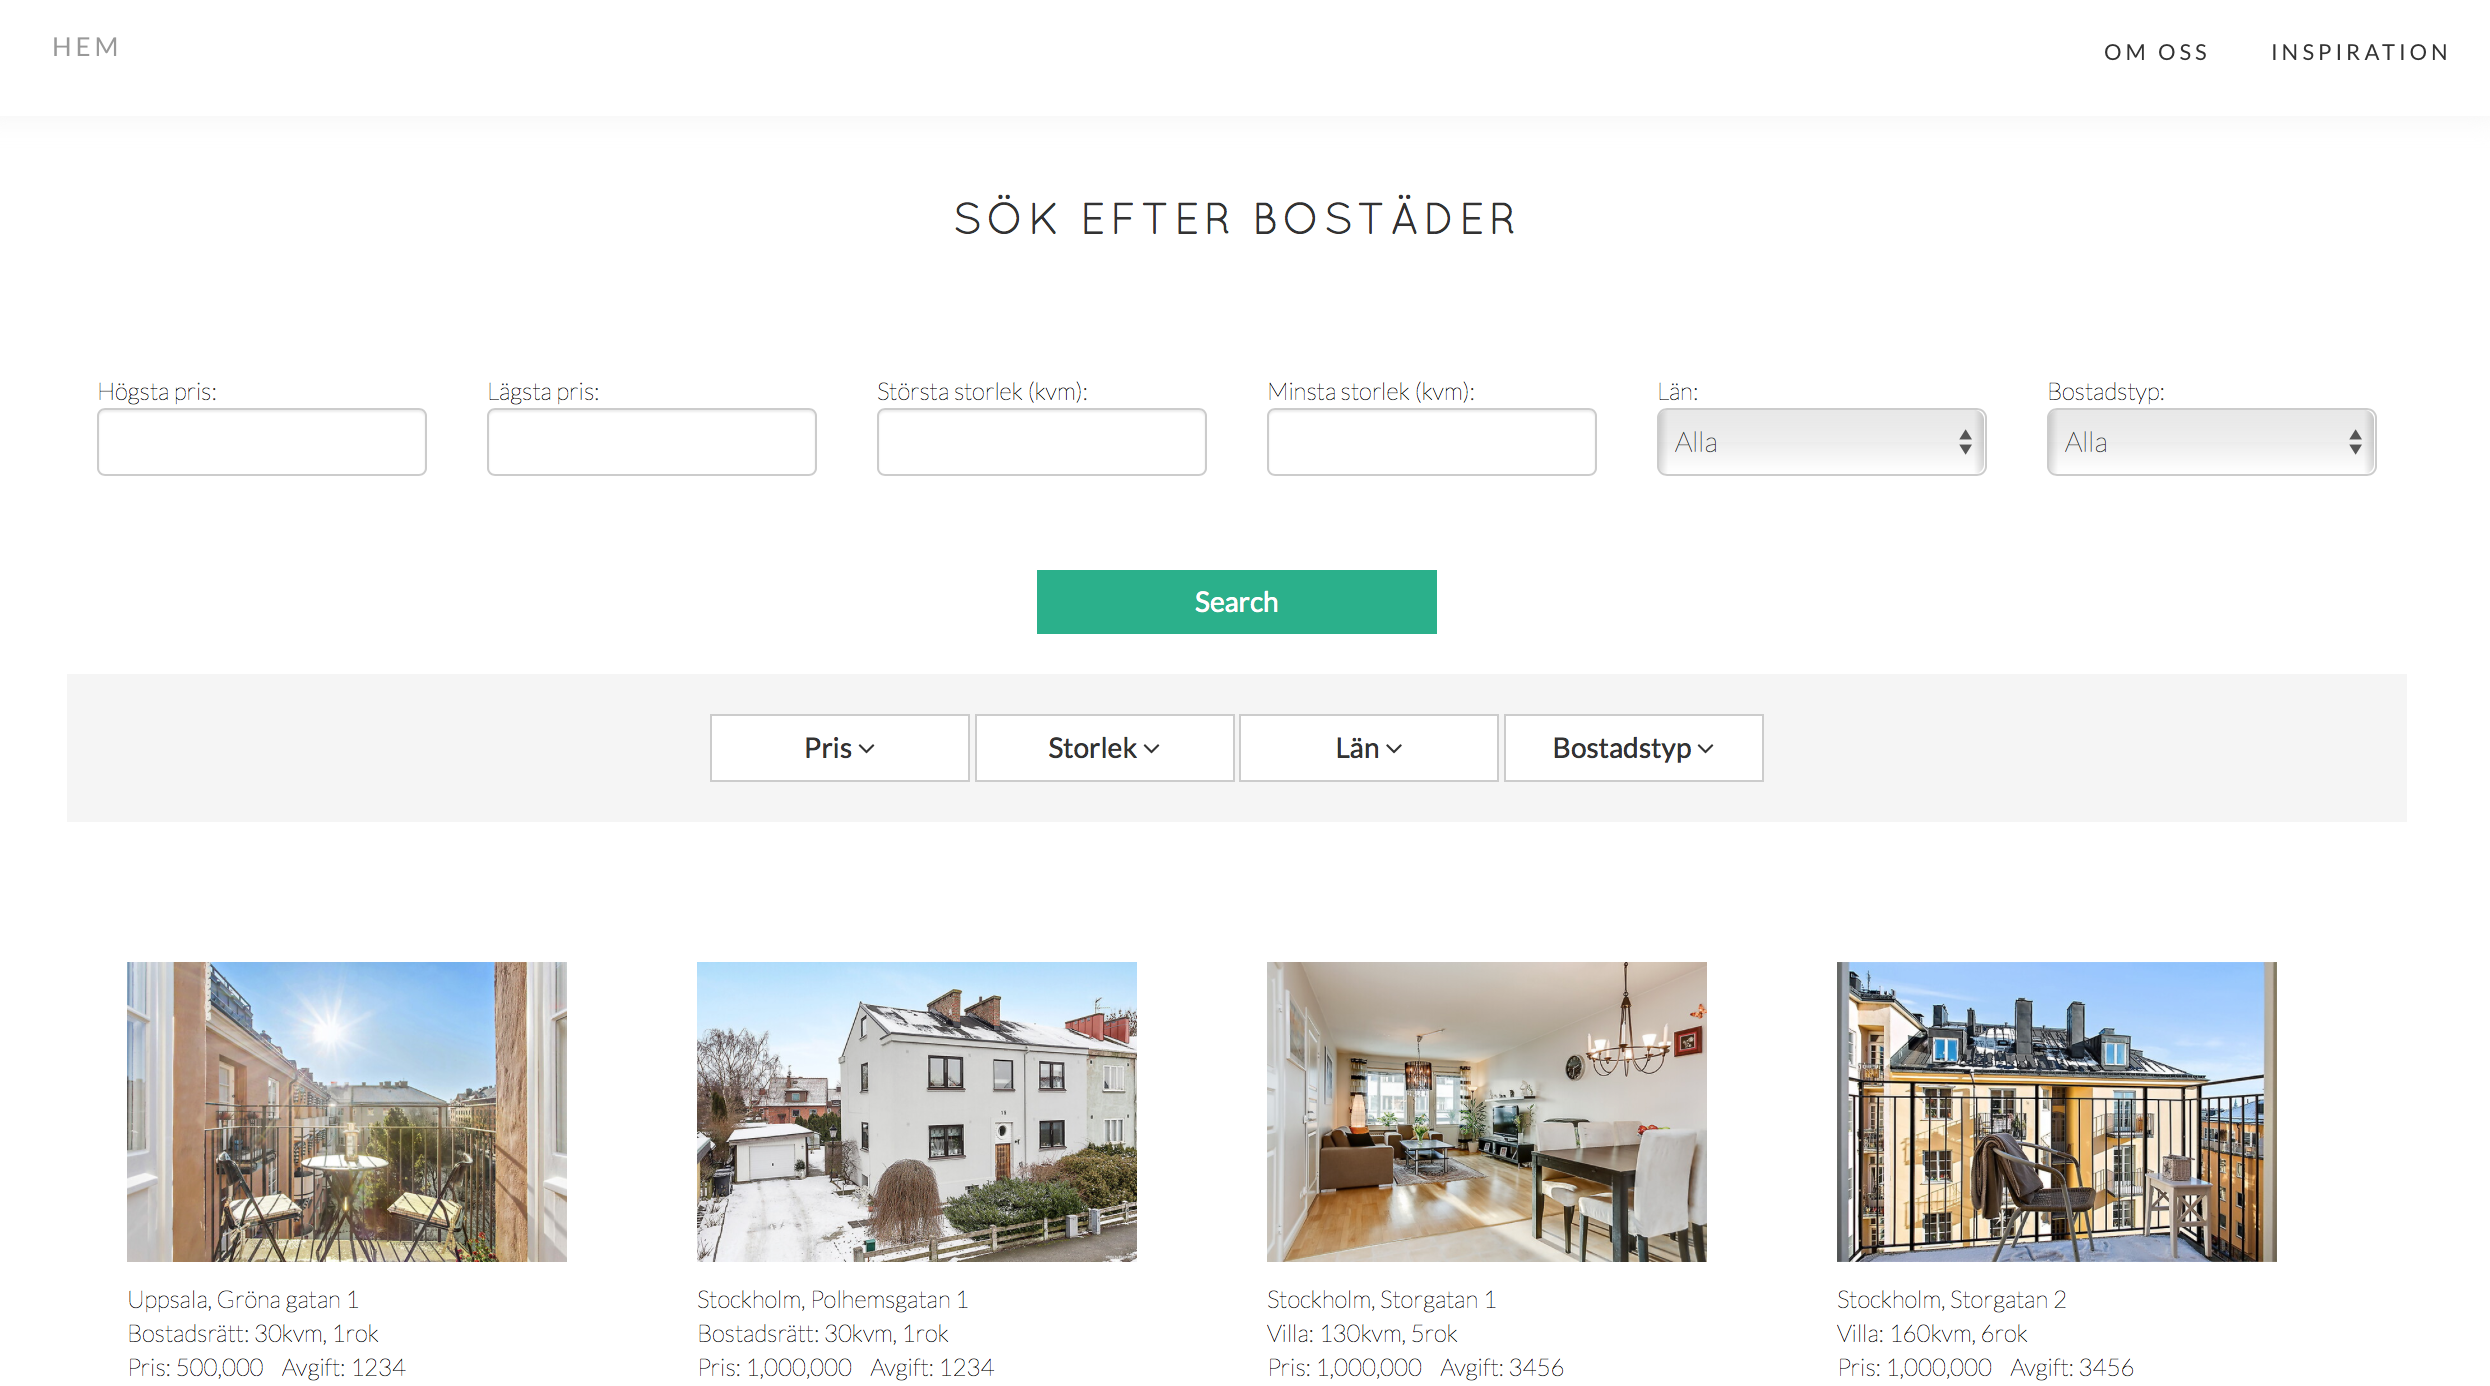 HEM
OM OSS
INSPIRATION
SÖK EFTER BOSTÄDER
Högsta pris:
Lägsta pris:
Största storlek (kvm):
Minsta storlek (kvm):
Län:
Alla
Bostadstyp:
Alla
Search
Pris
Storlek
Län
Bostadstyp
Uppsala, Gröna gatan 1
Bostadsrätt: 30kvm, 1rok
Pris: 500,000 Avgift: 1234
Stockholm, Polhemsgatan 1
Bostadsrätt: 30kvm, 1rok
Pris: 1,000,000 Avgift: 1234
Stockholm, Storgatan 1
Villa: 130kvm, 5rok
Pris: 1,000,000 Avgift: 3456
Stockholm, Storgatan 2
Villa: 160kvm, 6rok
Pris: 1,000,000 Avgift: 3456